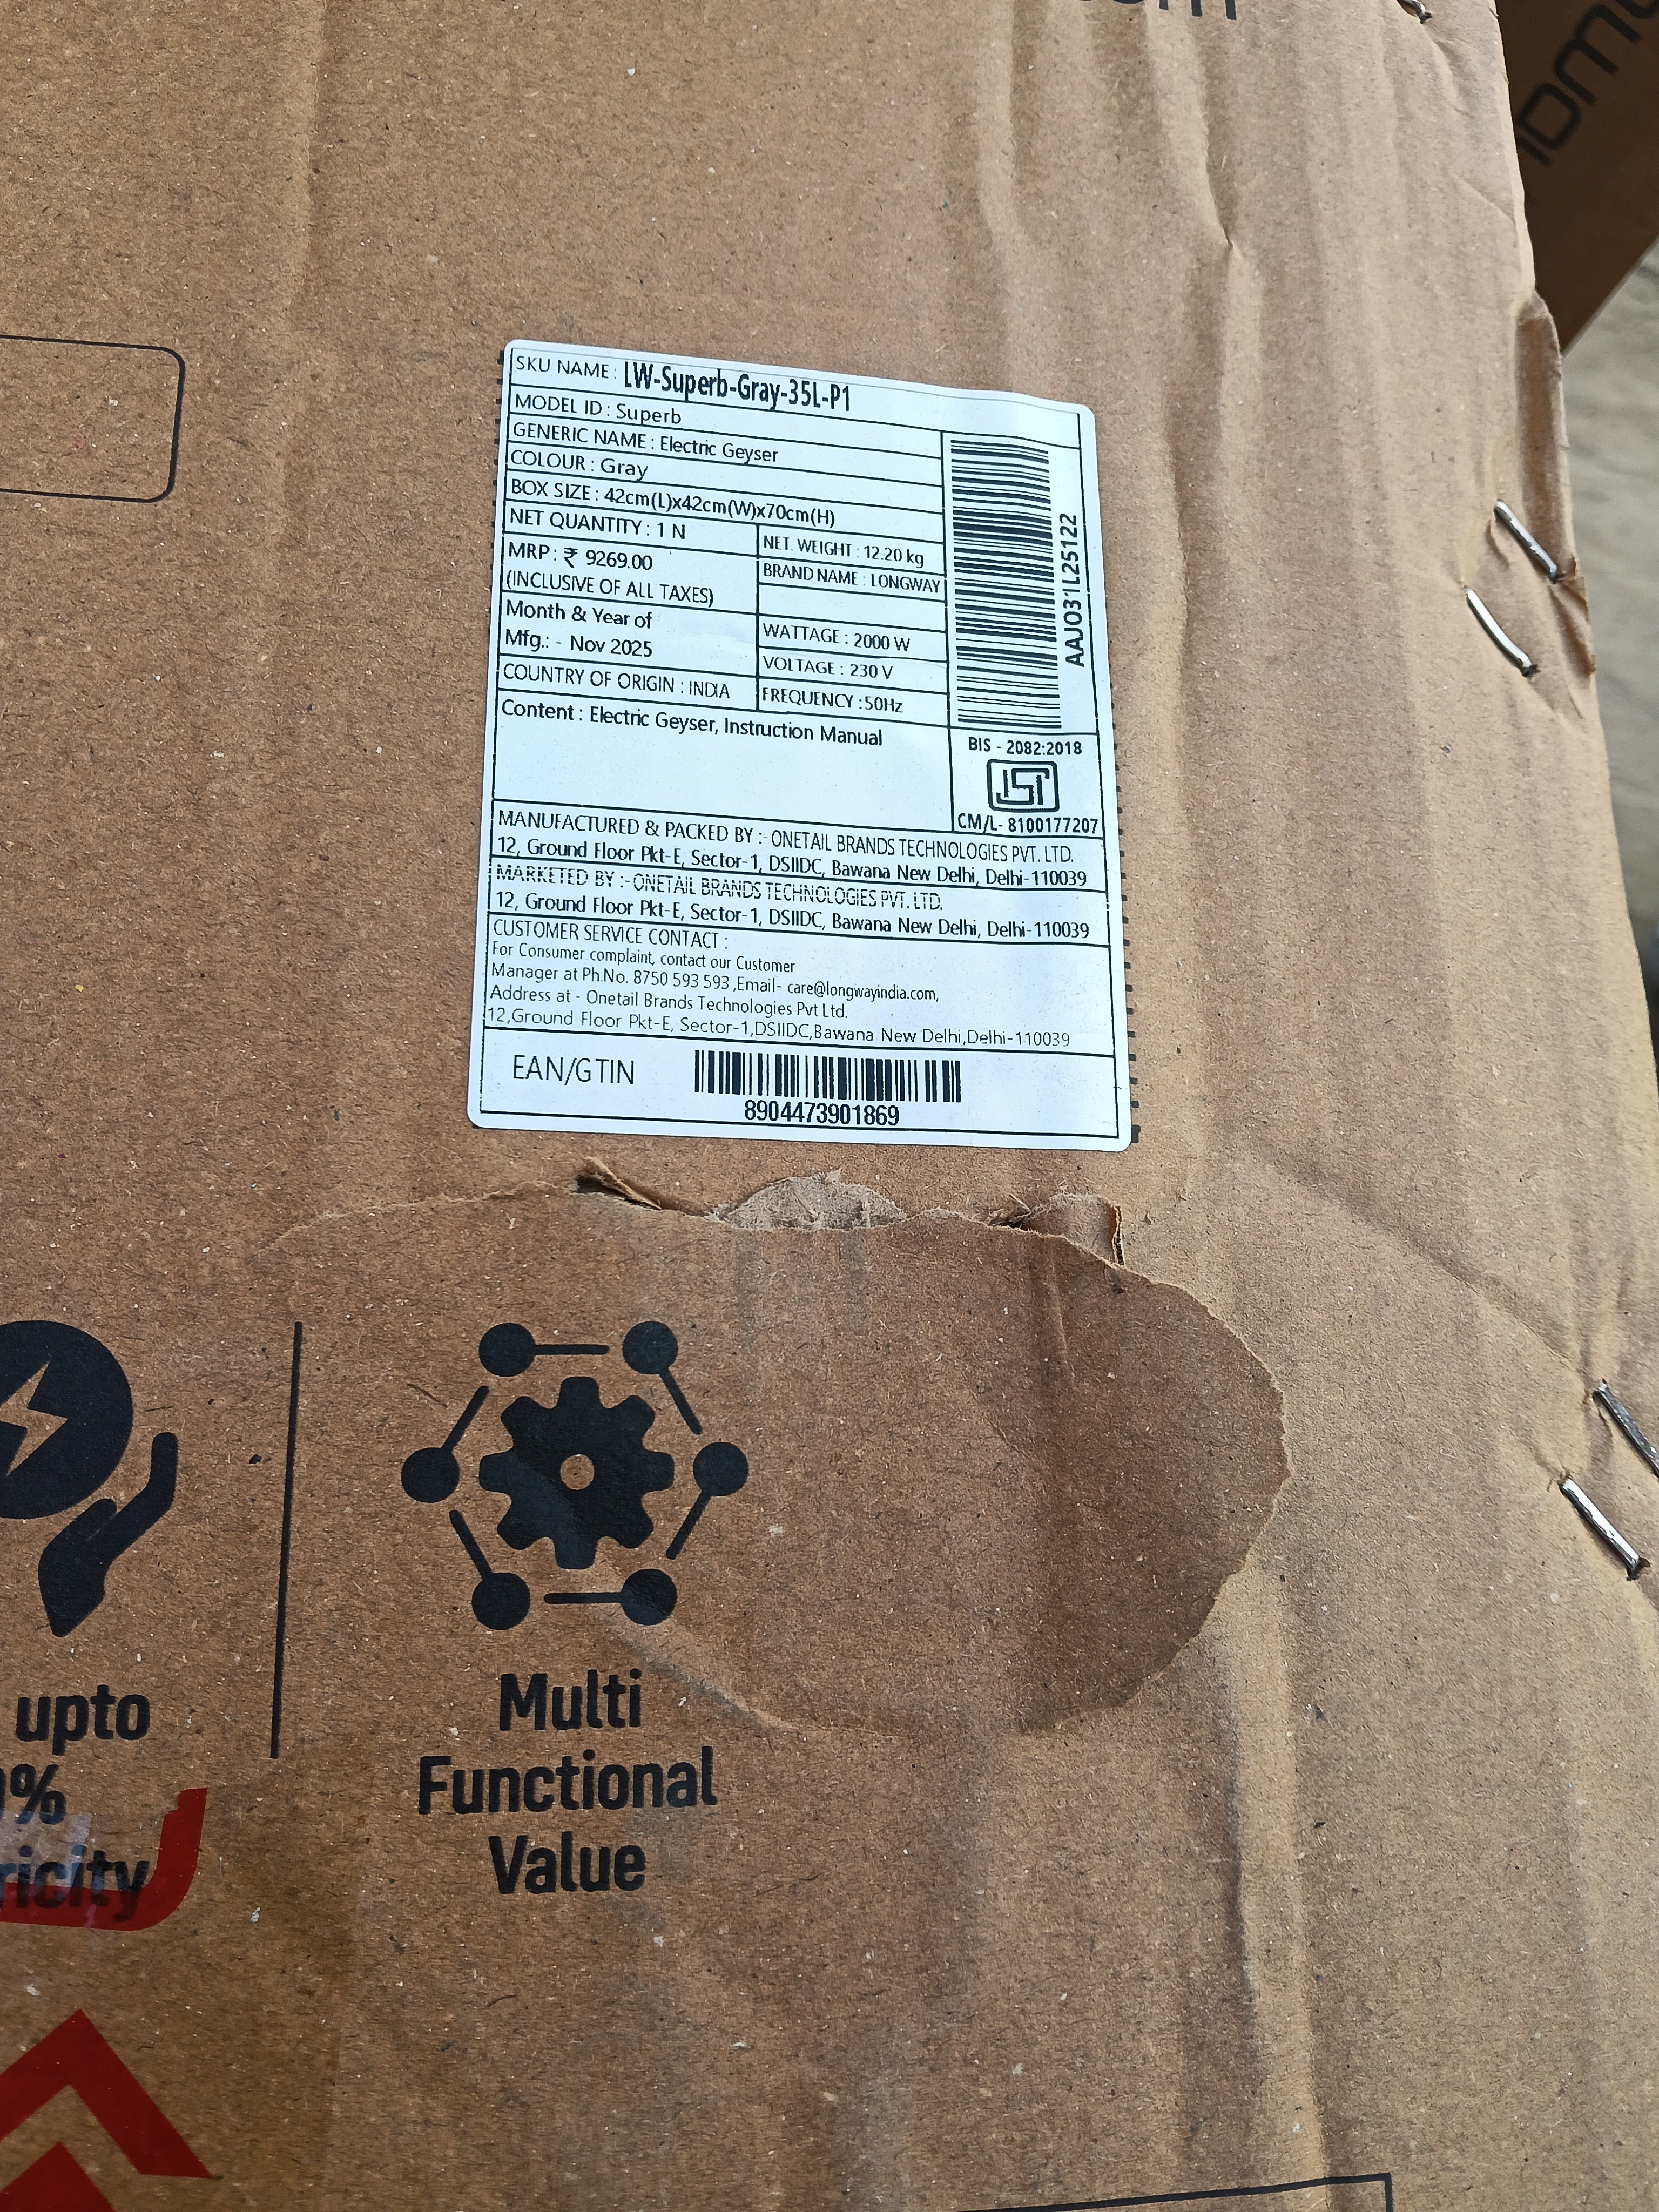 SKU NAME : LW-Superb-Gray-35L-P1
MODEL ID : Superb
GENERIC NAME : Electric Geyser
COLOUR : Gray
BOX SIZE : 42cm(L)x42cm(W)x70cm(H)
NET QUANTITY : 1 N
NET. WEIGHT : 12.20 kg
MRP : ₹ 9269.00
(INCLUSIVE OF ALL TAXES)
BRAND NAME : LONGWAY
Month & Year of
Mfg.: - Nov 2025
WATTAGE : 2000 W
VOLTAGE : 230 V
COUNTRY OF ORIGIN : INDIA
FREQUENCY :50Hz
AAJO31L25122
Content : Electric Geyser, Instruction Manual
BIS - 2082:2018
ISI
CM/L- 8100177207
MANUFACTURED & PACKED BY :- ONETAIL BRANDS TECHNOLOGIES PVT. LTD.
12, Ground Floor Pkt-E, Sector-1, DSIIDC, Bawana New Delhi, Delhi-110039
MARKETED BY :-ONETAIL BRANDS TECHNOLOGIES PVT. LTD.
12, Ground Floor Pkt-E, Sector-1, DSIIDC, Bawana New Delhi, Delhi-110039
CUSTOMER SERVICE CONTACT :
For Consumer complaint, contact our Customer
Manager at Ph.No. 8750 593 593 ,Email- care@longwayindia.com,
Address at - Onetail Brands Technologies Pvt Ltd.
12,Ground Floor Pkt-E, Sector-1,DSIIDC,Bawana New Delhi,Delhi-110039
EAN/GTIN
8904473901869
upto
%
Multi
Functional
Value